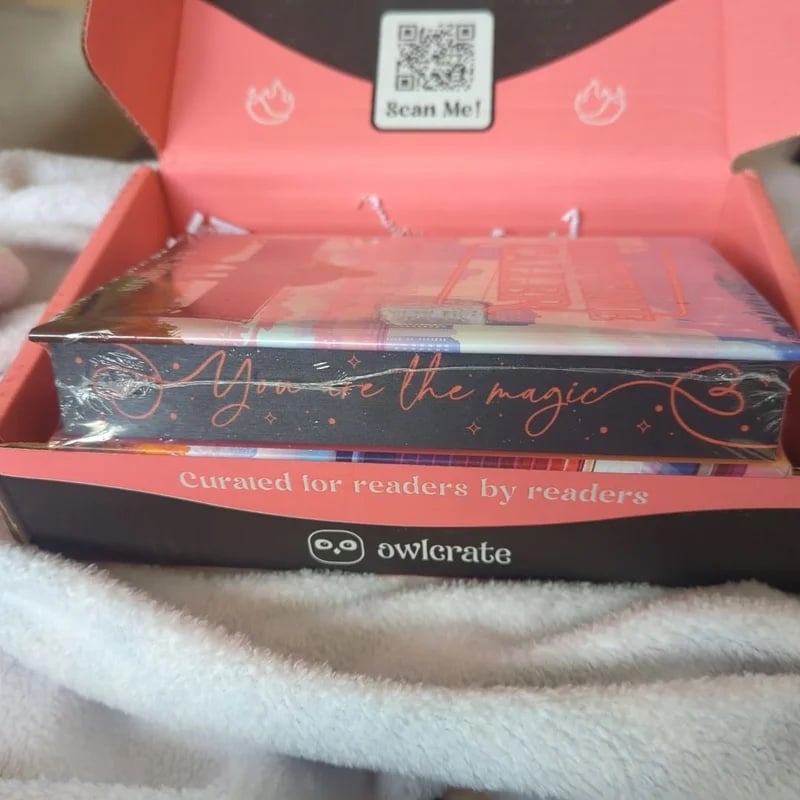 Scan Me!
You are the magic
Curated for readers by readers
owlcrate